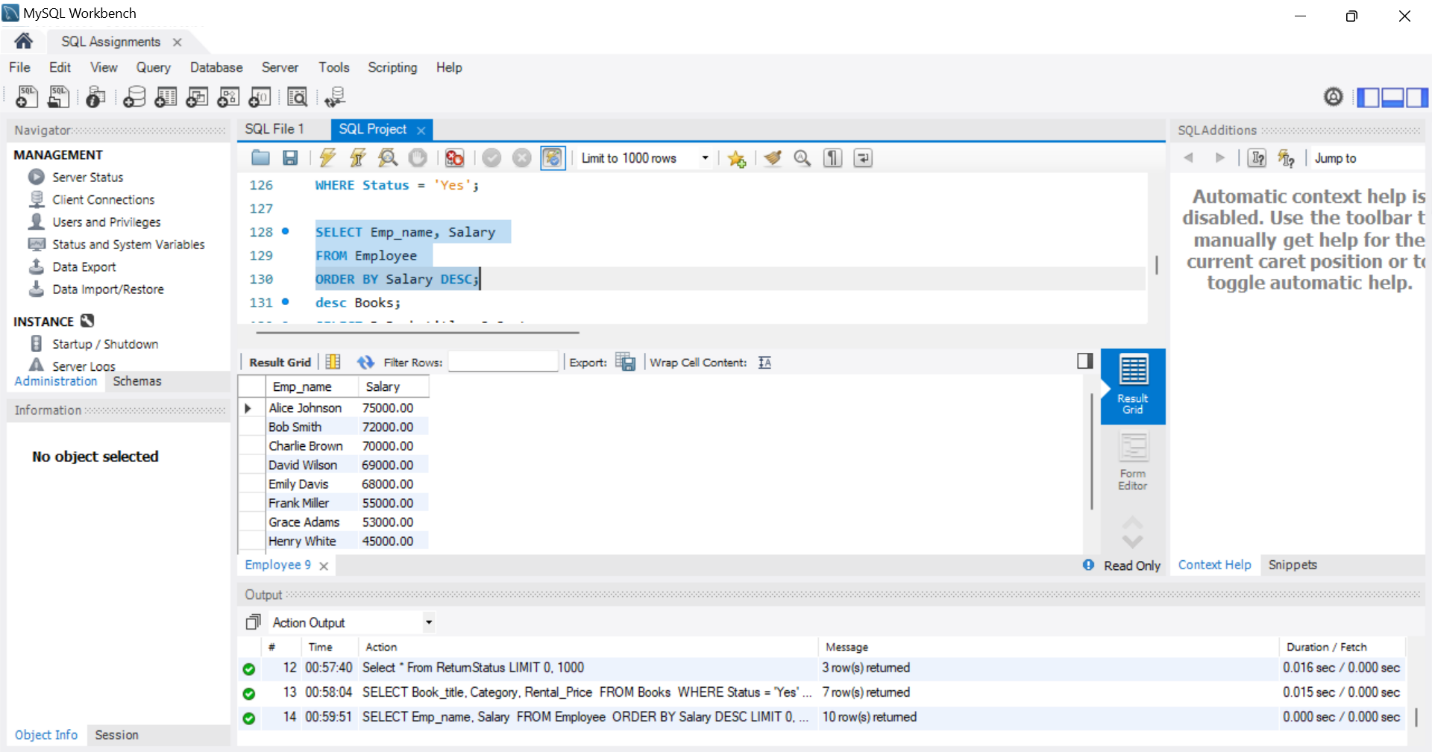 MySQL Workbench
SQL Assignments
File Edit View Query Database Server Tools Scripting Help
Navigator
MANAGEMENT
Server Status
Client Connections
Users and Privileges
Status and System Variables
Data Export
Data Import/Restore
INSTANCE
Startup / Shutdown
Server Logs
Administration Schemas
Information
No object selected
Object Info Session
SQL File 1 SQL Project
Limit to 1000 rows
126 WHERE Status = 'Yes';
127
128 SELECT Emp_name, Salary
129 FROM Employee
130 ORDER BY Salary DESC;
131 desc Books;
Result Grid Filter Rows: Export: Wrap Cell Content:
Emp_name Salary
Alice Johnson 75000.00
Bob Smith 72000.00
Charlie Brown 70000.00
David Wilson 69000.00
Emily Davis 68000.00
Frank Miller 55000.00
Grace Adams 53000.00
Henry White 45000.00
Result
Grid
Form
Editor
Employee 9 Read Only
SQLAdditions
Jump to
Automatic context help is
disabled. Use the toolbar t
manually get help for the
current caret position or to
toggle automatic help.
Context Help Snippets
Output
Action Output
# Time Action Message Duration / Fetch
12 00:57:40 Select * From ReturnStatus LIMIT 0, 1000 3 row(s) returned 0.016 sec / 0.000 sec
13 00:58:04 SELECT Book_title, Category, Rental_Price FROM Books WHERE Status = 'Yes' ... 7 row(s) returned 0.015 sec / 0.000 sec
14 00:59:51 SELECT Emp_name, Salary FROM Employee ORDER BY Salary DESC LIMIT 0, ... 10 row(s) returned 0.000 sec / 0.000 sec